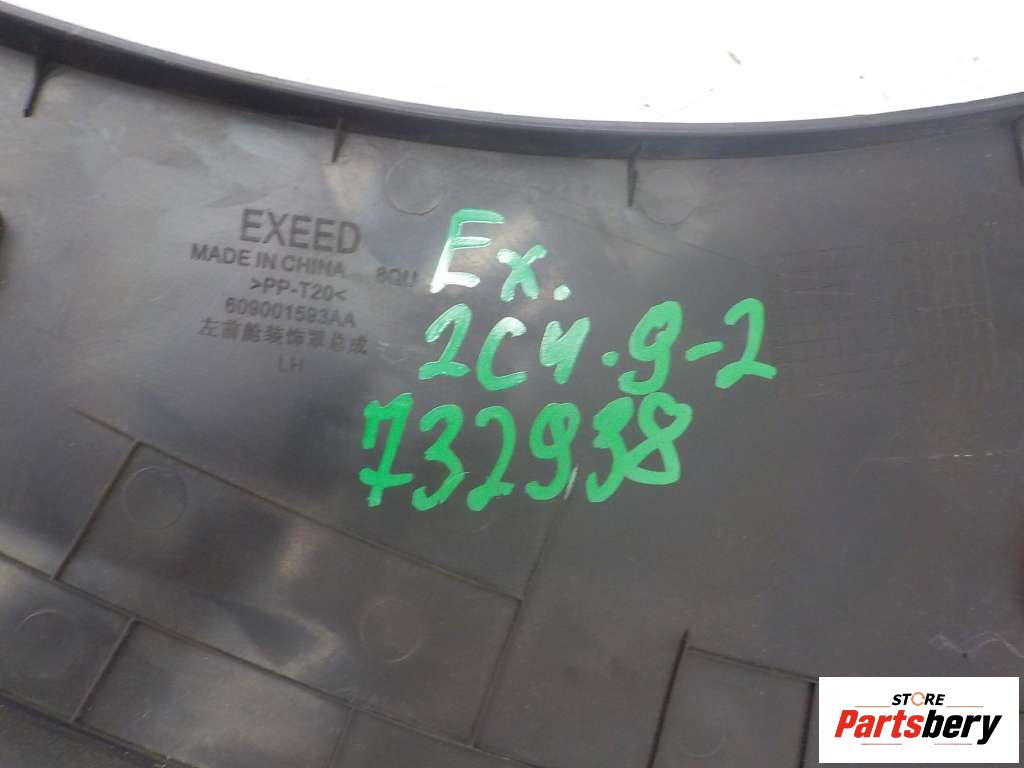 EXEED
MADE IN CHINA 8QU
>PP-T20<
609001593AA
左前舱装饰罩总成
LH
Ex.
2C4.9-2
732938
STORE
Partsbery